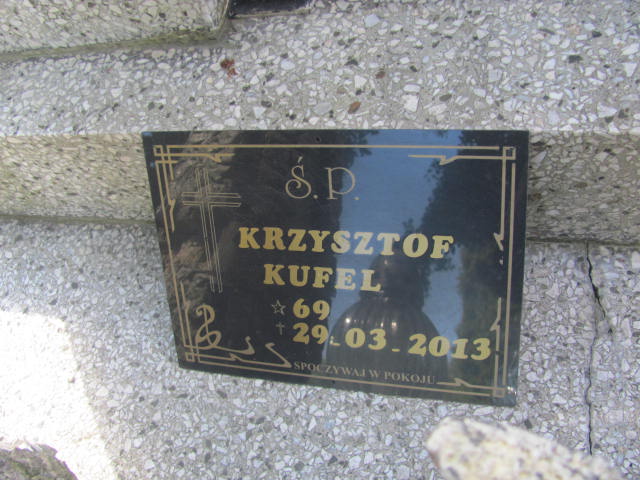 Ś.P.
KRZYSZTOF
KUFEL
☆ 69
† 29-03-2013
SPOCZYWAJ W POKOJU